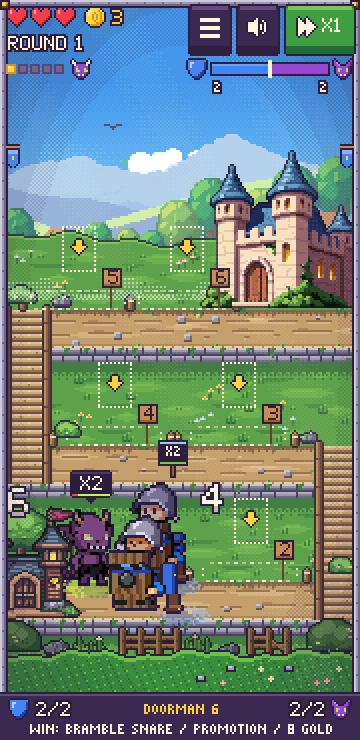 3
X1
ROUND 1
2 2
5 6
4 3
X2
X2
6 4
2
2/2 DOORMAN 6 2/2
WIN: BRAMBLE SNARE / PROMOTION / 8 GOLD